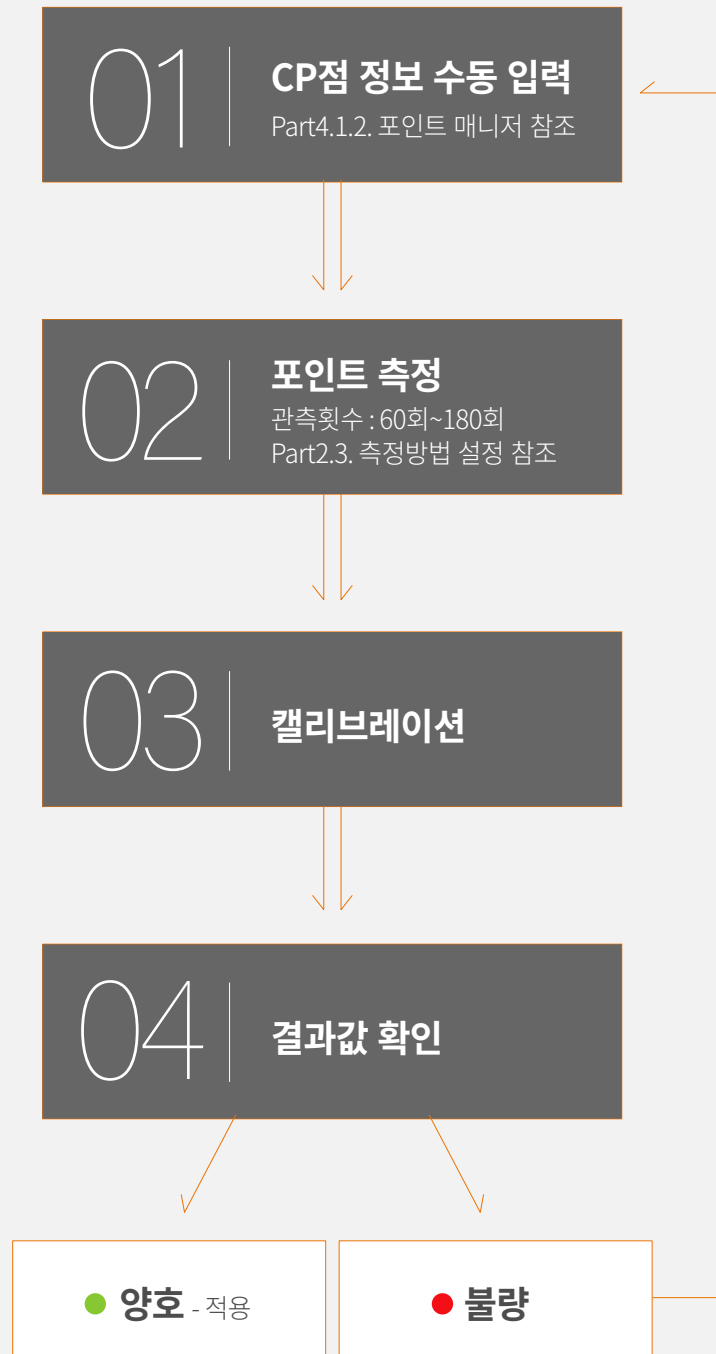 01
CP점 정보 수동 입력
Part4.1.2. 포인트 매니저 참조
02
포인트 측정
관측횟수 : 60회~180회
Part2.3. 측정방법 설정 참조
03
캘리브레이션
04
결과값 확인
양호 - 적용
불량